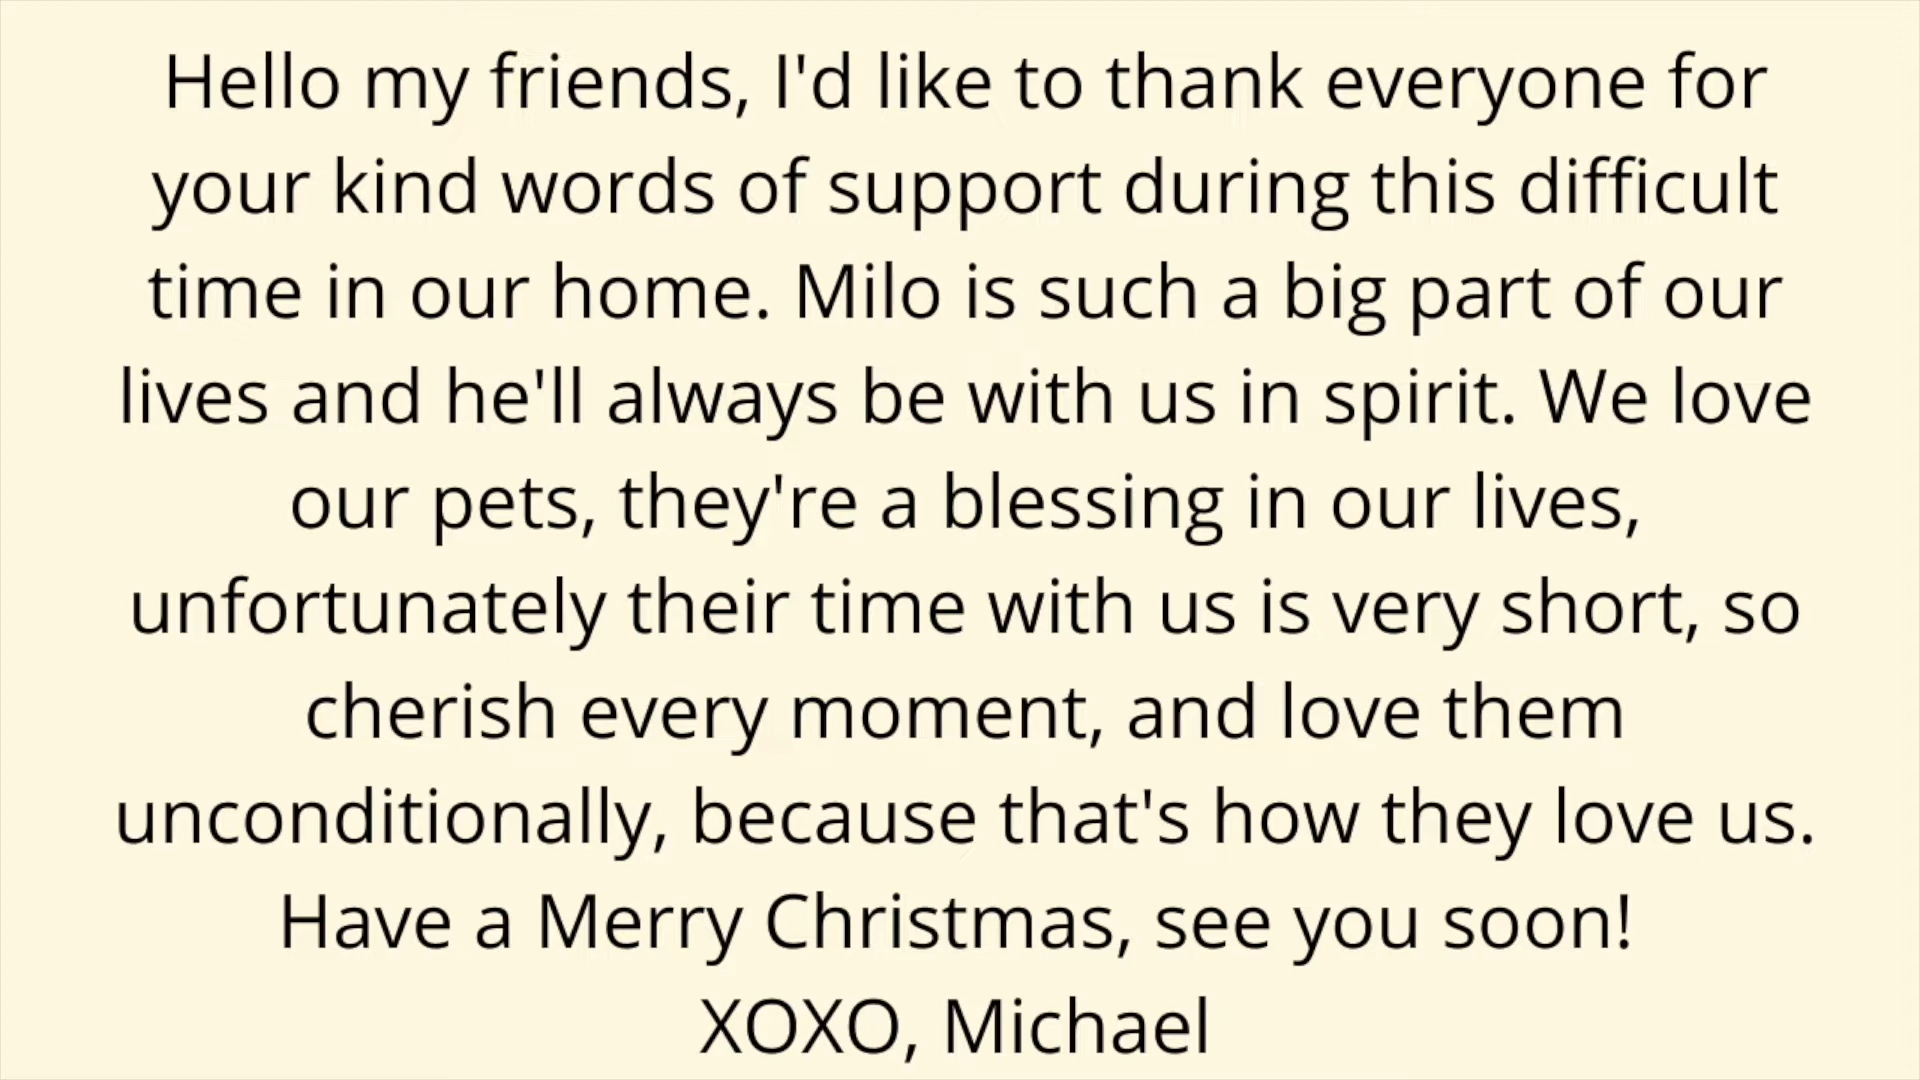 Hello my friends, I'd like to thank everyone for
your kind words of support during this difficult
time in our home. Milo is such a big part of our
lives and he'll always be with us in spirit. We love
our pets, they're a blessing in our lives,
unfortunately their time with us is very short, so
cherish every moment, and love them
unconditionally, because that's how they love us.
Have a Merry Christmas, see you soon!
XOXO, Michael